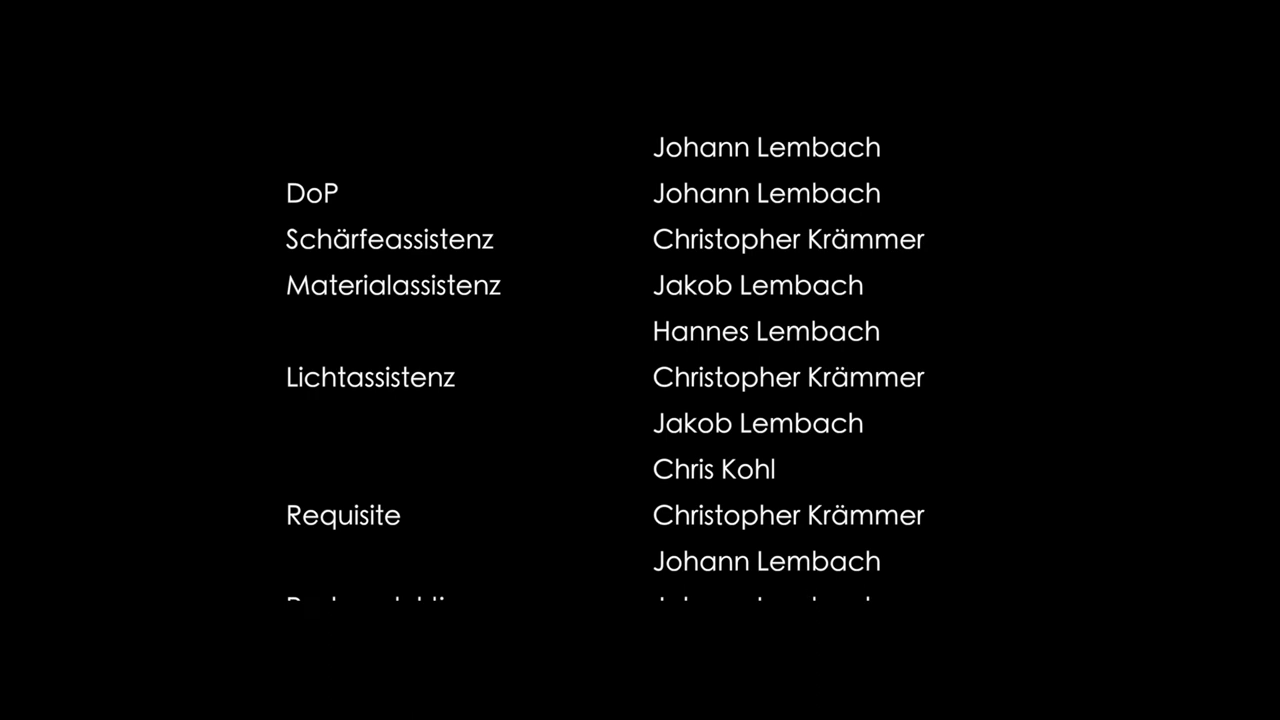 Johann Lembach
DoP Johann Lembach
Schärfeassistenz Christopher Krämmer
Materialassistenz Jakob Lembach
Hannes Lembach
Lichtassistenz Christopher Krämmer
Jakob Lembach
Chris Kohl
Requisite Christopher Krämmer
Johann Lembach